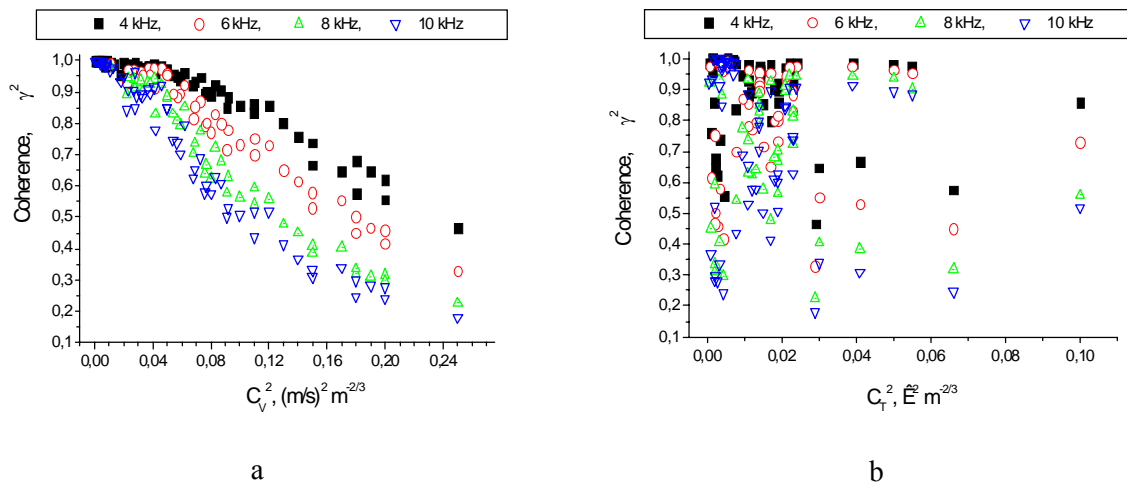 4 kHz, 6 kHz, 8 kHz, 10 kHz
1,0
0,9
0,8
0,7
0,6
0,5
0,4
0,3
0,2
0,1
Coherence, γ²
0,00 0,04 0,08 0,12 0,16 0,20 0,24
C_V², (m/s)² m^-2/3
a
4 kHz, 6 kHz, 8 kHz, 10 kHz
1,0
0,9
0,8
0,7
0,6
0,5
0,4
0,3
0,2
0,1
Coherence, γ²
0,00 0,02 0,04 0,06 0,08 0,10
C_T², Ê² m^-2/3
b